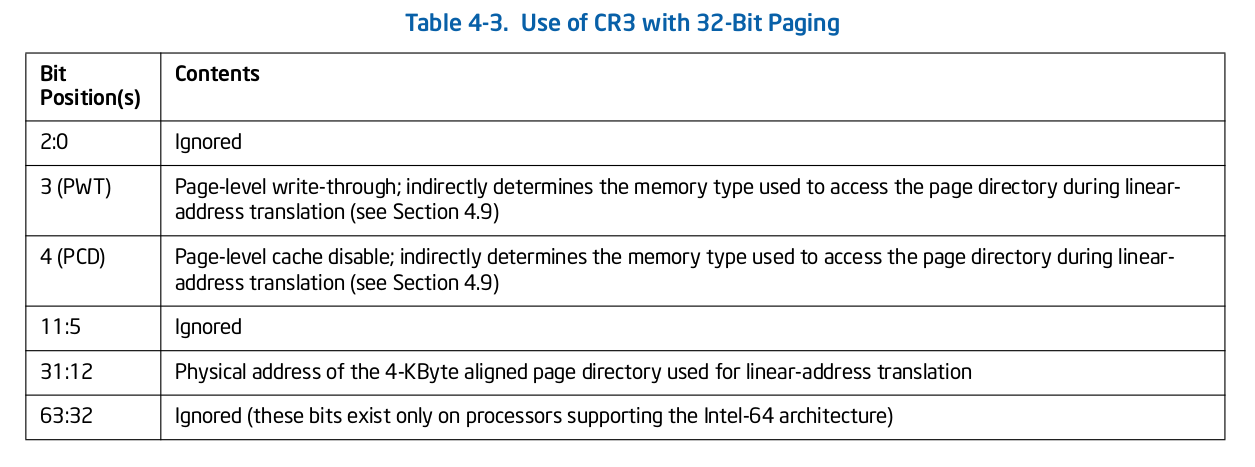 Table 4-3. Use of CR3 with 32-Bit Paging
Bit
Position(s)
Contents
2:0
Ignored
3 (PWT)
Page-level write-through; indirectly determines the memory type used to access the page directory during linear-
address translation (see Section 4.9)
4 (PCD)
Page-level cache disable; indirectly determines the memory type used to access the page directory during linear-
address translation (see Section 4.9)
11:5
Ignored
31:12
Physical address of the 4-KByte aligned page directory used for linear-address translation
63:32
Ignored (these bits exist only on processors supporting the Intel-64 architecture)